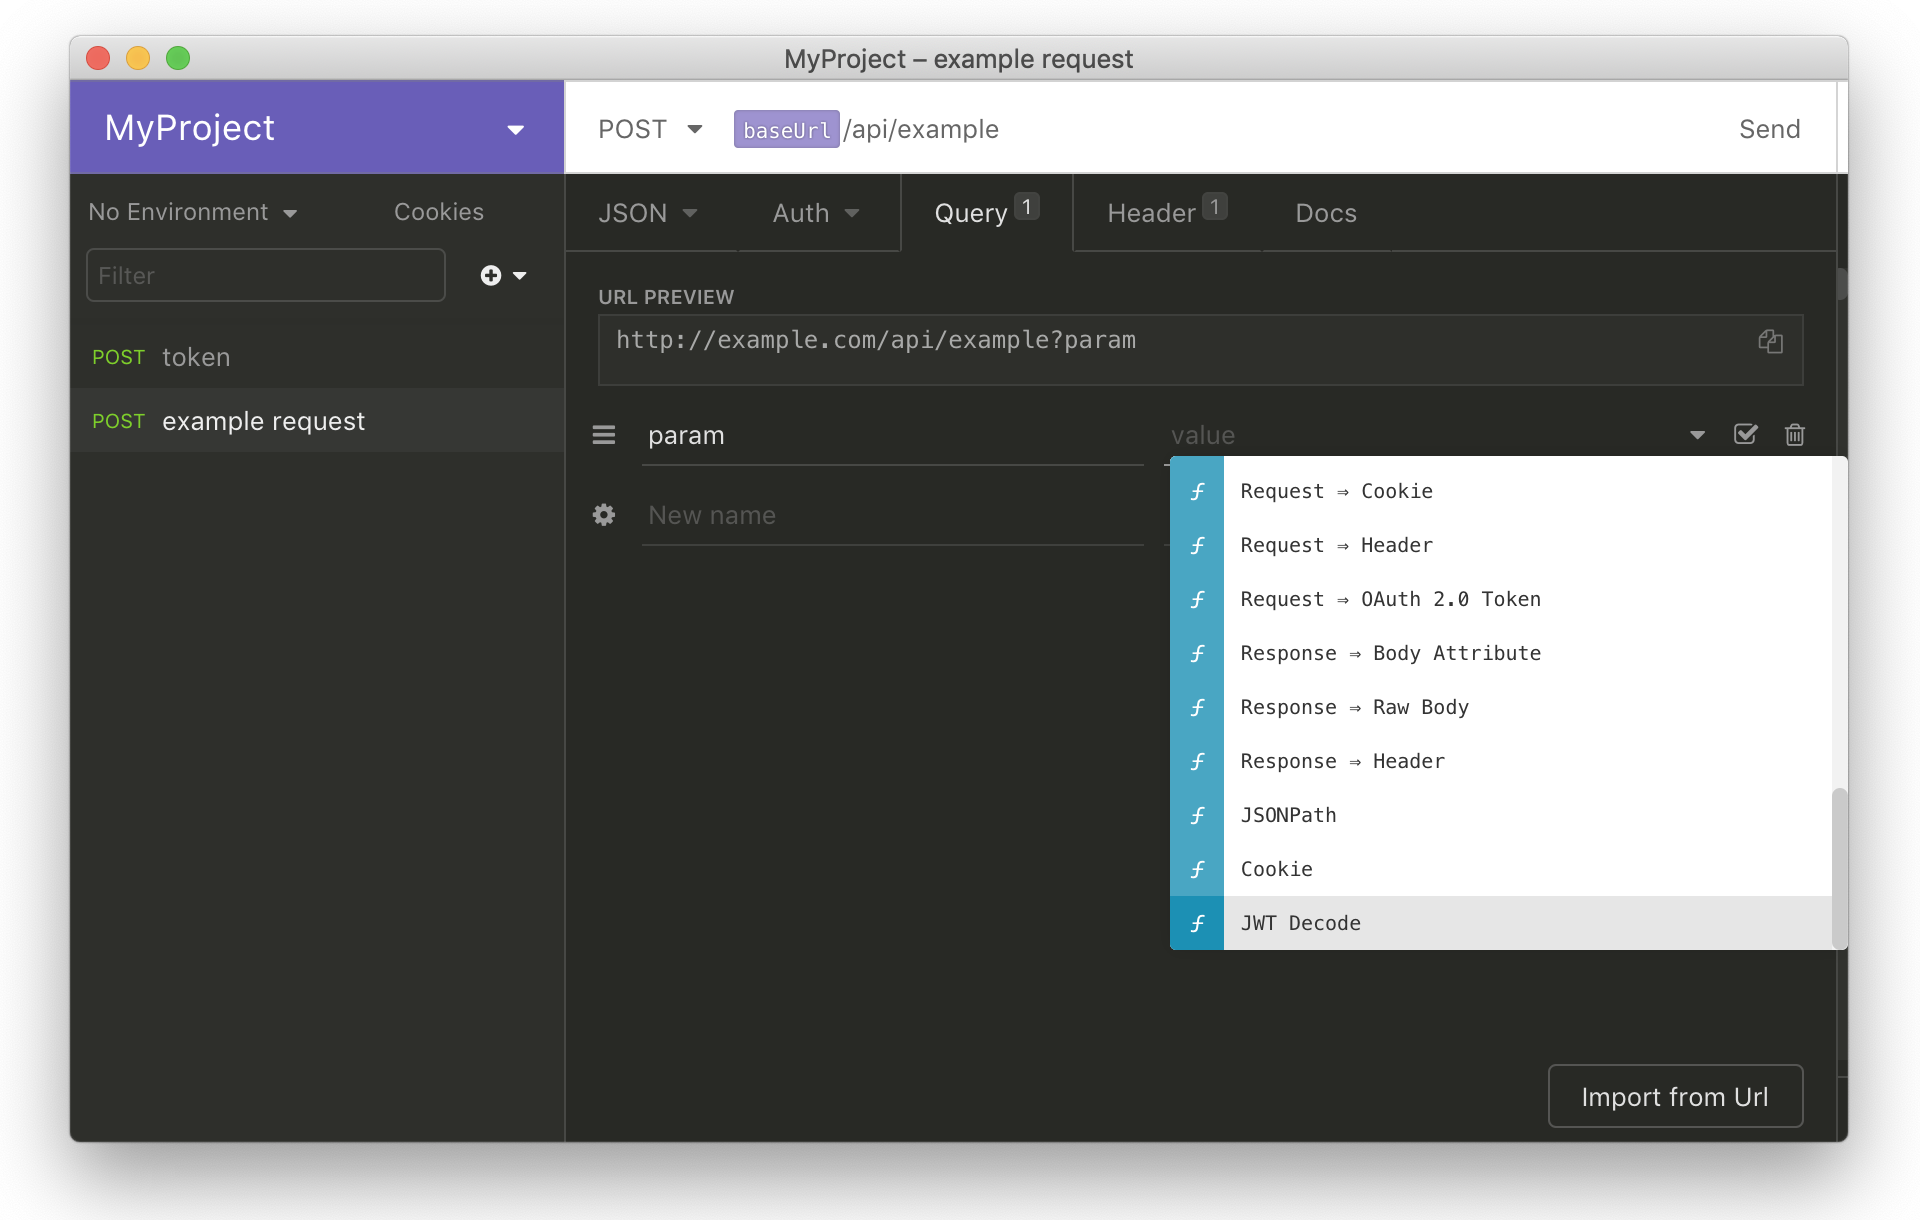 MyProject – example request
MyProject
POST baseUrl/api/example Send
No Environment Cookies
Filter
POST token
POST example request
JSON Auth Query 1 Header 1 Docs
URL PREVIEW
http://example.com/api/example?param
param value
New name
ƒ Request ⇒ Cookie
ƒ Request ⇒ Header
ƒ Request ⇒ OAuth 2.0 Token
ƒ Response ⇒ Body Attribute
ƒ Response ⇒ Raw Body
ƒ Response ⇒ Header
ƒ JSONPath
ƒ Cookie
ƒ JWT Decode
Import from Url